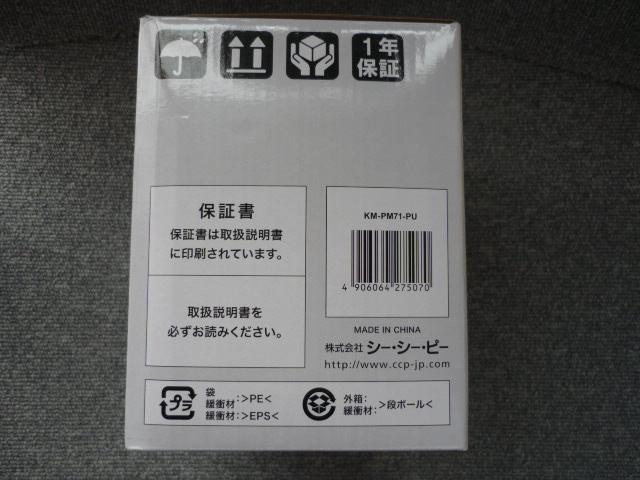 1年
保証
保証書
保証書は取扱説明書
に印刷されています。
取扱説明書を
必ずお読みください。
KM-PM71-PU
4 906064 275070
MADE IN CHINA
株式会社 シー・シー・ピー
http://www.ccp-jp.com
プラ
袋
緩衝材:>PE<
緩衝材:>EPS<
外箱:
緩衝材:>段ボール<